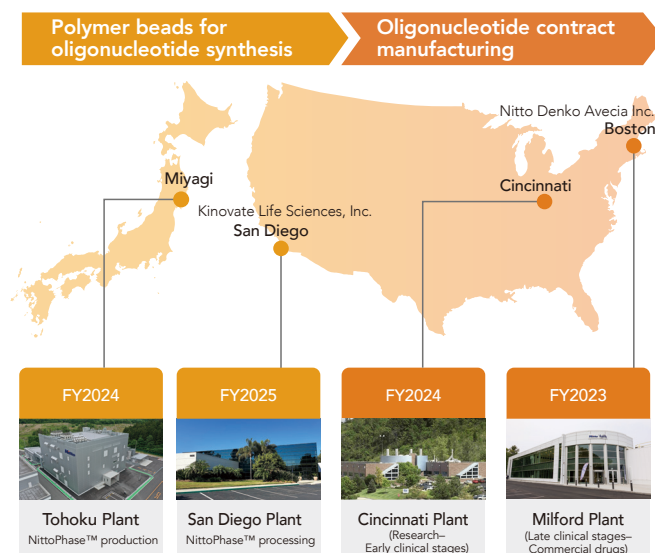 Polymer beads for
oligonucleotide synthesis
Oligonucleotide contract
manufacturing
Nitto Denko Avecia Inc.
Boston
Miyagi
Cincinnati
Kinovate Life Sciences, Inc.
San Diego
FY2024
FY2025
FY2024
FY2023
Tohoku Plant
NittoPhase™ production
San Diego Plant
NittoPhase™ processing
Cincinnati Plant
(Research–
Early clinical stages)
Milford Plant
(Late clinical stages–
Commercial drugs)